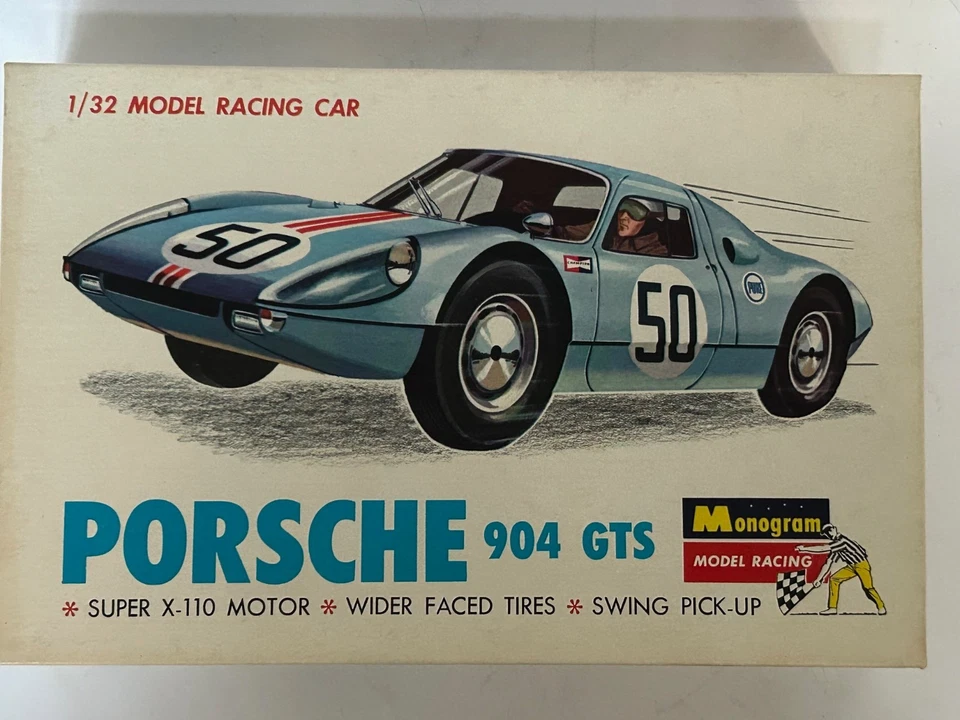 1/32 MODEL RACING CAR
50
50
PURE
PORSCHE 904 GTS
Monogram
MODEL RACING
* SUPER X-110 MOTOR * WIDER FACED TIRES * SWING PICK-UP